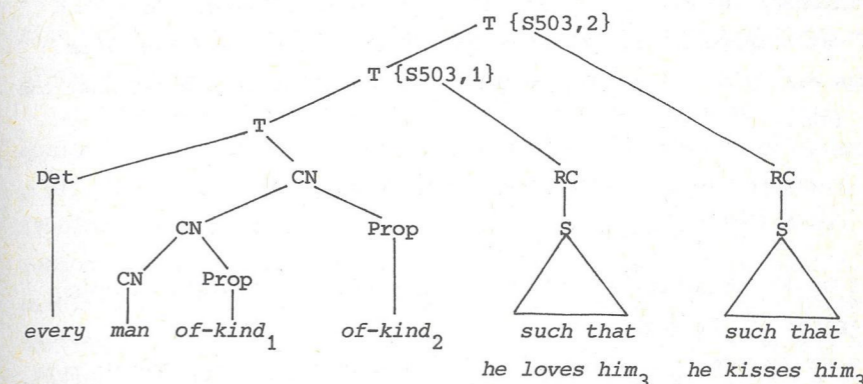 T {S503,2}
T {S503,1}
T
Det CN RC RC
CN Prop S S
CN Prop
every man of-kind1 of-kind2 such that such that
he loves him3 he kisses him3